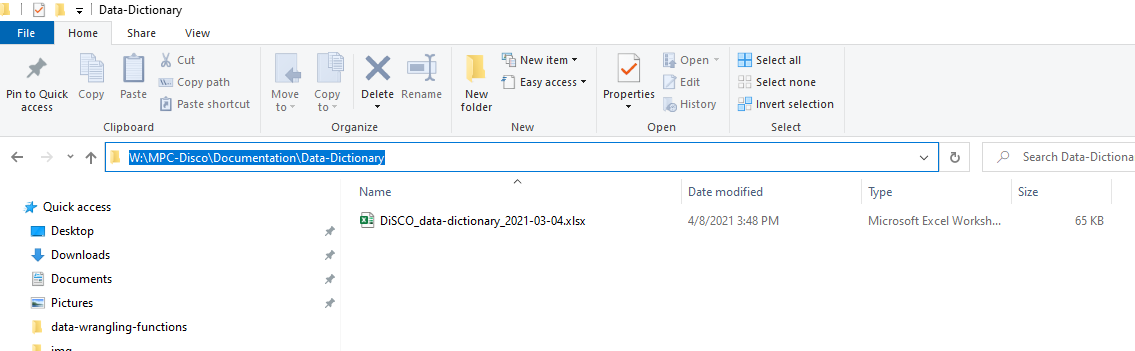 Data-Dictionary
File Home Share View
Pin to Quick access
Copy
Paste
Cut
Copy path
Paste shortcut
Clipboard
Move to
Copy to
Delete
Rename
Organize
New folder
New item
Easy access
New
Properties
Open
Edit
History
Open
Select all
Select none
Invert selection
Select
W:\MPC-Disco\Documentation\Data-Dictionary
Search Data-Dictiona
Name Date modified Type Size
DiSCO_data-dictionary_2021-03-04.xlsx 4/8/2021 3:48 PM Microsoft Excel Worksh... 65 KB
Quick access
Desktop
Downloads
Documents
Pictures
data-wrangling-functions
img